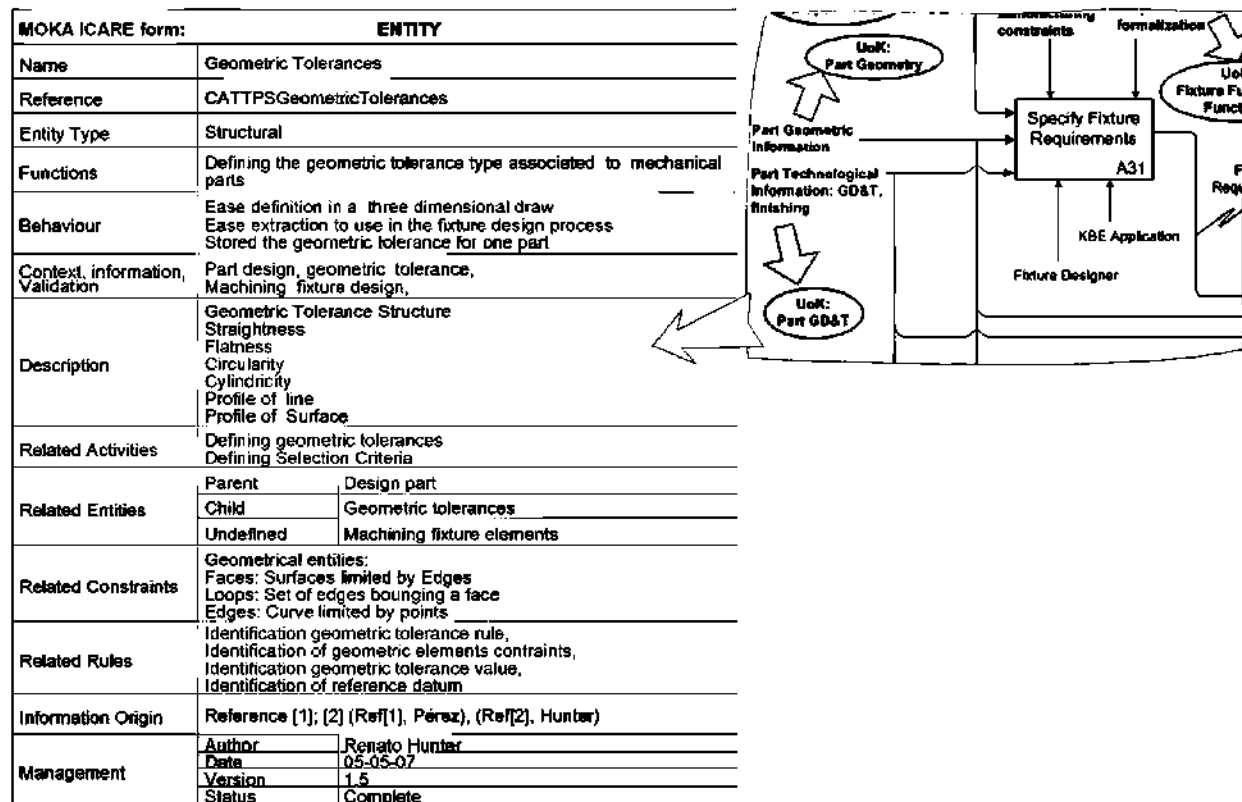 MOKA ICARE form: ENTITY
Name Geometric Tolerances
Reference CATTPSGeometricTolerances
Entity Type Structural
Functions
Defining the geometric tolerance type associated to mechanical
parts
Behaviour
Ease definition in a three dimensional draw
Ease extraction to use in the fixture design process
Stored the geometric tolerance for one part
Context, information,
Validation
Part design, geometric tolerance,
Machining fixture design,
Description
Geometric Tolerance Structure
Straightness
Flatness
Circularity
Cylindricity
Profile of line
Profile of Surface
Related Activities
Defining geometric tolerances
Defining Selection Criteria
Related Entities
Parent Design part
Child Geometric tolerances
Undefined Machining fixture elements
Related Constraints
Geometrical entities:
Faces: Surfaces limited by Edges
Loops: Set of edges bounging a face
Edges: Curve limited by points
Related Rules
Identification geometric tolerance rule,
Identification of geometric elements contraints,
Identification geometric tolerance value,
Identification of reference datum
Information Origin Reference [1]; [2] (Ref[1], Pérez), (Ref[2], Hunter)
Management
Author Renato Hunter
Date 05-05-07
Version 1.5
Status Complete
constraints
formalization
UoK:
Part Geometry
Fixture Fu
Funct
Specify Fixture
Requirements
A31
Part Geometric
Information
Part Technological
Information: GD&T,
finishing
F
Requ
KBE Application
Fixture Designer
UoK:
Part GD&T